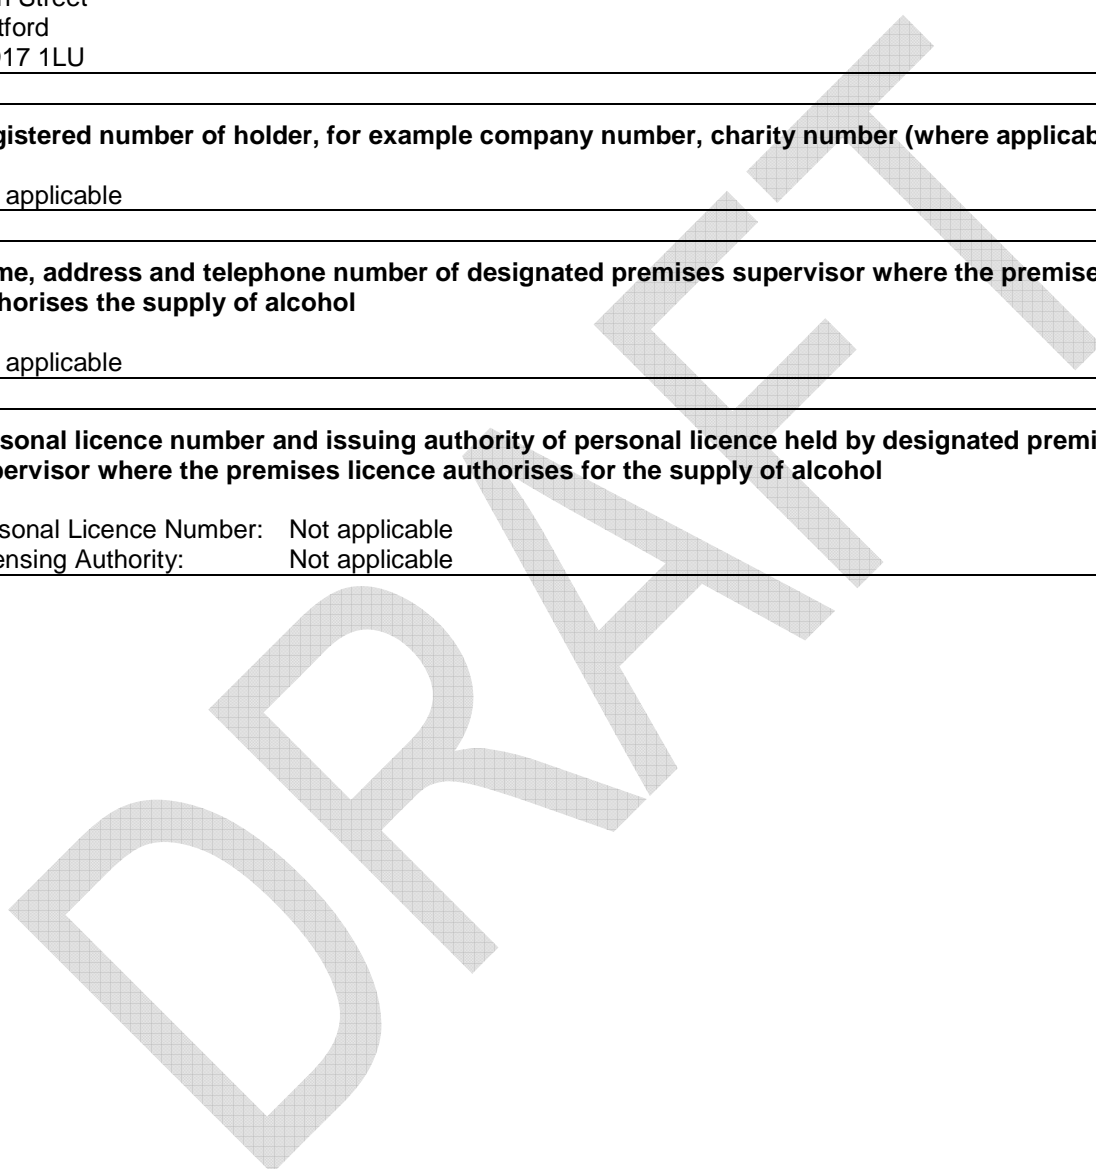 Street
tford
17 1LU
gistered number of holder, for example company number, charity number (where applicab
applicable
me, address and telephone number of designated premises supervisor where the premise
horises the supply of alcohol
applicable
sonal licence number and issuing authority of personal licence held by designated premi
pervisor where the premises licence authorises for the supply of alcohol
sonal Licence Number: Not applicable
ensing Authority: Not applicable
DRAFT